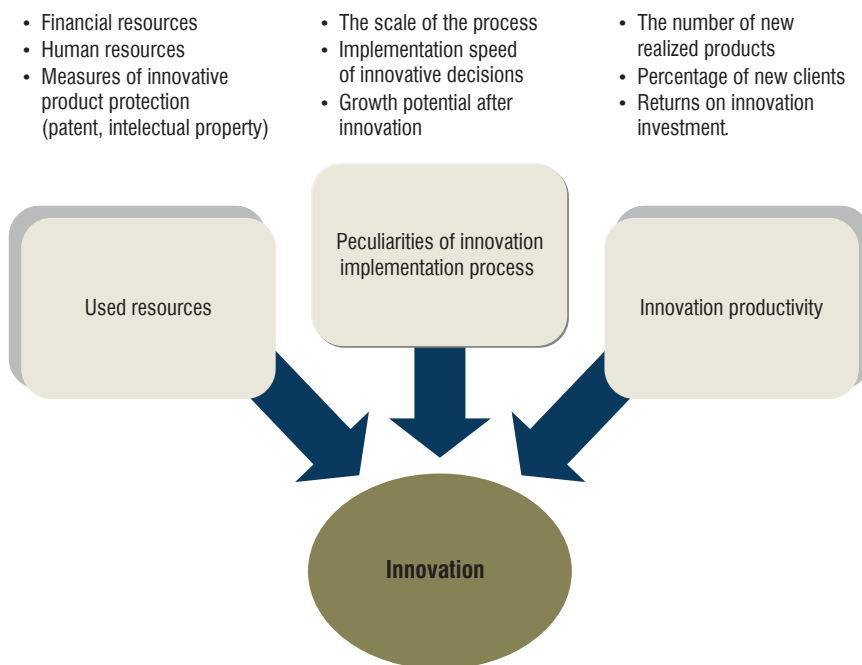 • Financial resources
• Human resources
• Measures of innovative
product protection
(patent, intelectual property)
• The scale of the process
• Implementation speed
of innovative decisions
• Growth potential after
innovation
• The number of new
realized products
• Percentage of new clients
• Returns on innovation
investment.
Used resources
Peculiarities of innovation
implementation process
Innovation productivity
Innovation